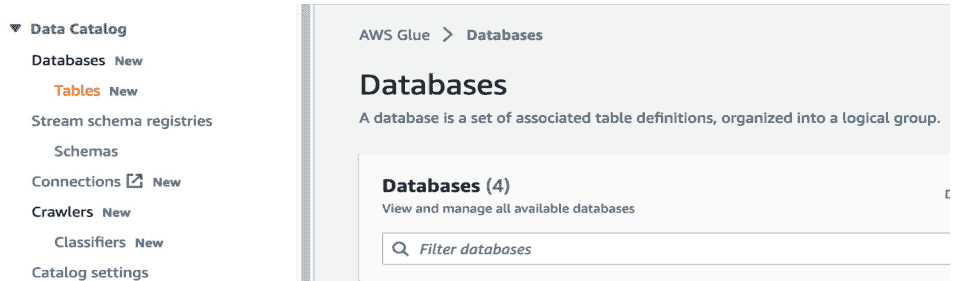 Data Catalog
Databases New
Tables New
Stream schema registries
Schemas
Connections New
Crawlers New
Classifiers New
Catalog settings
AWS Glue > Databases
Databases
A database is a set of associated table definitions, organized into a logical group.
Databases (4)
View and manage all available databases
Filter databases